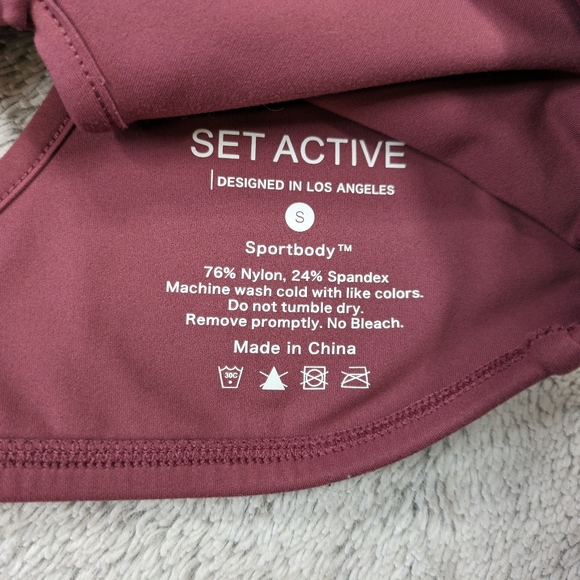 SET ACTIVE
DESIGNED IN LOS ANGELES
S
Sportbody™
76% Nylon, 24% Spandex
Machine wash cold with like colors.
Do not tumble dry.
Remove promptly. No Bleach.
Made in China
30C